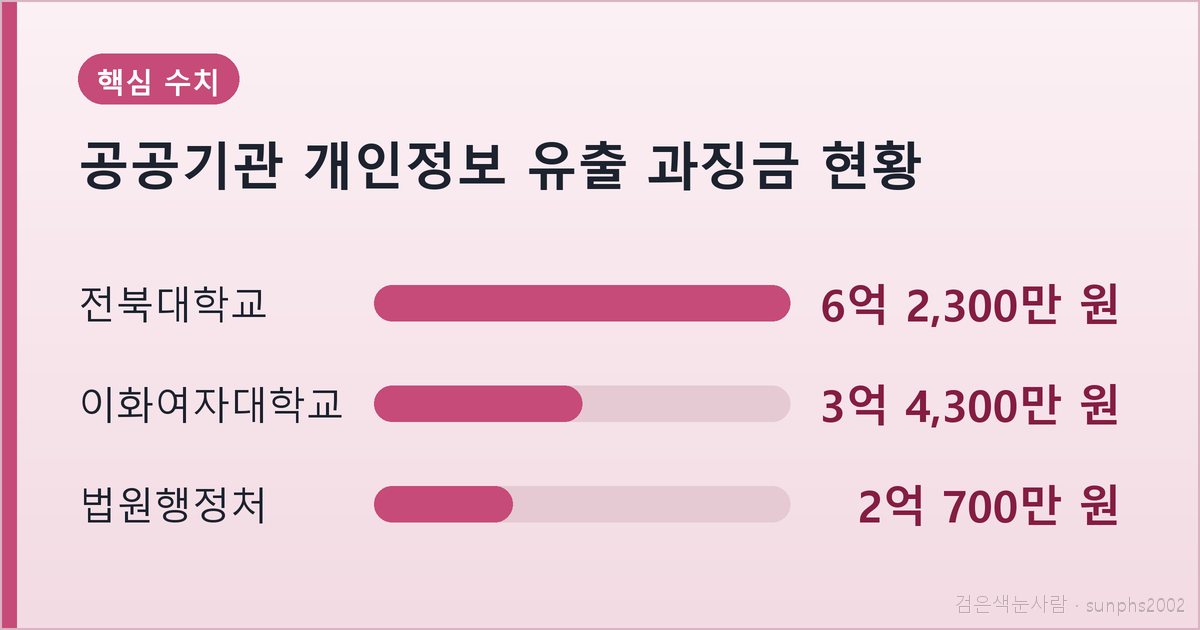 핵심 수치
공공기관 개인정보 유출 과징금 현황
전북대학교 6억 2,300만 원
이화여자대학교 3억 4,300만 원
법원행정처 2억 700만 원
검은색눈사람 · sunphs2002